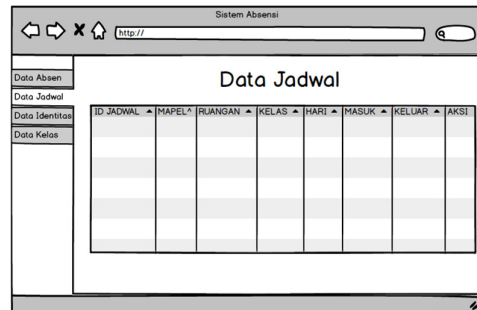 Sistem Absensi
http://
Data Absen
Data Jadwal
Data Identitas
Data Kelas
Data Jadwal
ID JADWAL MAPEL^ RUANGAN KELAS HARI MASUK KELUAR AKSI